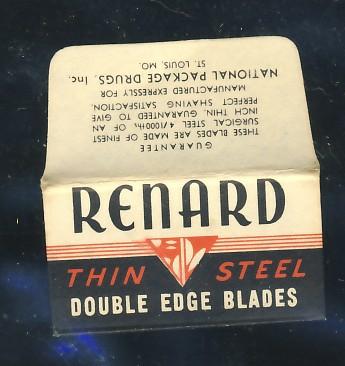 GUARANTEE
THESE BLADES ARE MADE OF FINEST
SURGICAL STEEL 4/1000ths OF AN
INCH THIN. GUARANTEED TO GIVE
PERFECT SHAVING SATISFACTION.
MANUFACTURED EXPRESSLY FOR
NATIONAL PACKAGE DRUGS, Inc.
ST. LOUIS, MO.
RENARD
THIN STEEL
DOUBLE EDGE BLADES